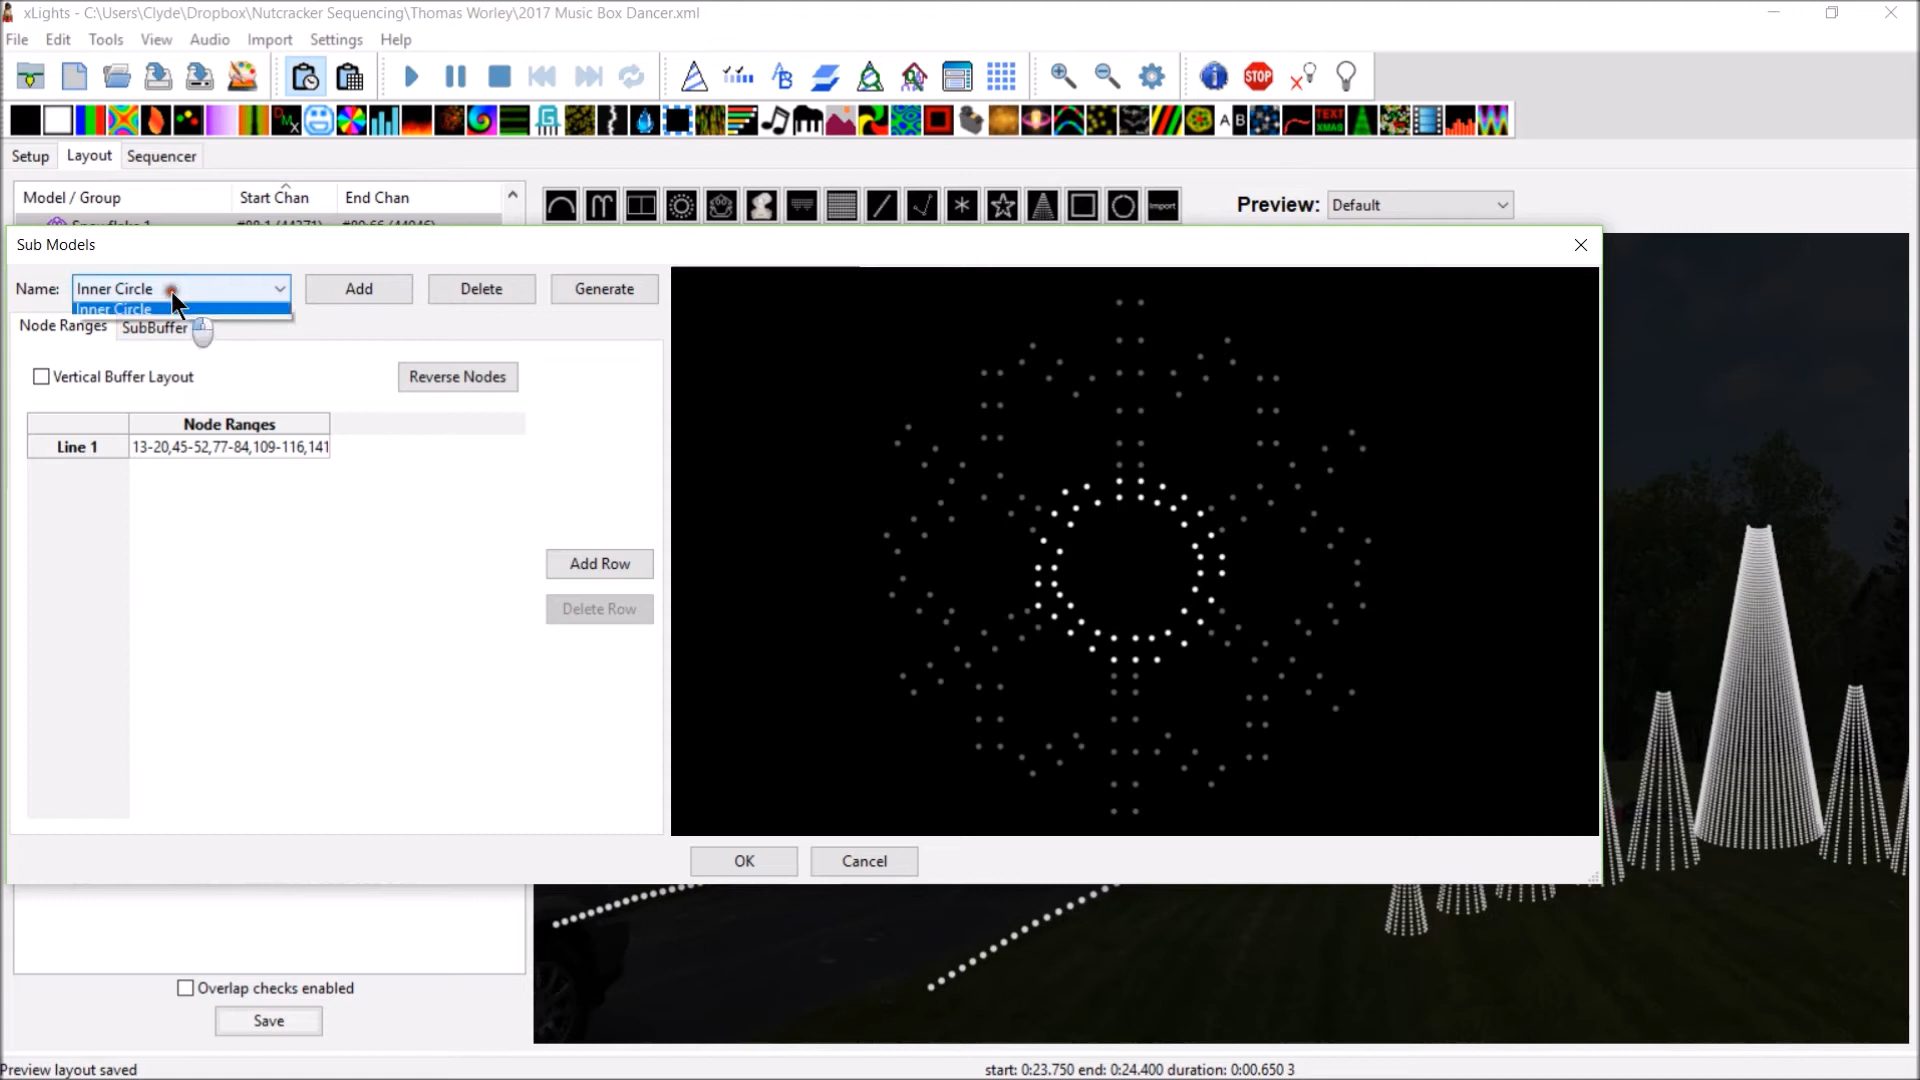 xLights - C:\Users\Clyde\Dropbox\Nutcracker Sequencing\Thomas Worley\2017 Music Box Dancer.xml
File Edit Tools View Audio Import Settings Help
STOP
TEXT XMAS
Setup Layout Sequencer
Model / Group Start Chan End Chan
Import
Preview: Default
Sub Models
Name: Inner Circle Add Delete Generate
Inner Circle
Node Ranges SubBuffer
Vertical Buffer Layout Reverse Nodes
Node Ranges
Line 1 13-20,45-52,77-84,109-116,141
Add Row
Delete Row
OK Cancel
Overlap checks enabled
Save
Preview layout saved start: 0:23.750 end: 0:24.400 duration: 0:00.650 3